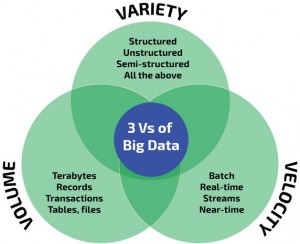 VARIETY
Structured
Unstructured
Semi-structured
All the above
3 Vs of
Big Data
VOLUME
Terabytes
Records
Transactions
Tables, files
VELOCITY
Batch
Real-time
Streams
Near-time